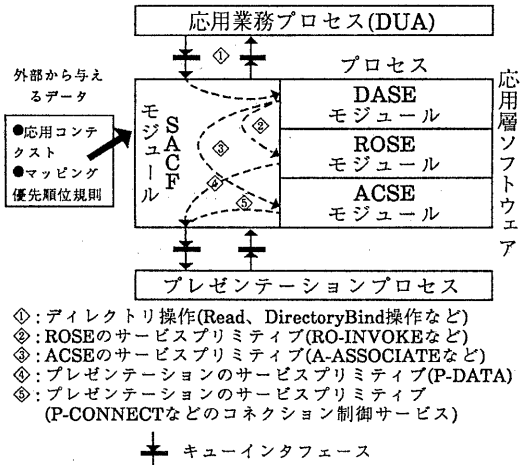 応用業務プロセス(DUA)
①
外部から与え
るデータ
●応用コンテ
クスト
●マッピング
優先順位規則
SACF
モジュール
プロセス
DASE
モジュール
②
ROSE
モジュール
③
④
ACSE
モジュール
⑤
応用層ソフトウェア
プレゼンテーションプロセス
①:ディレクトリ操作(Read、DirectoryBind操作など)
②:ROSEのサービスプリミティブ(RO-INVOKEなど)
③:ACSEのサービスプリミティブ(A-ASSOCIATEなど)
④:プレゼンテーションのサービスプリミティブ(P-DATA)
⑤:プレゼンテーションのサービスプリミティブ
(P-CONNECTなどのコネクション制御サービス)
キューインタフェース